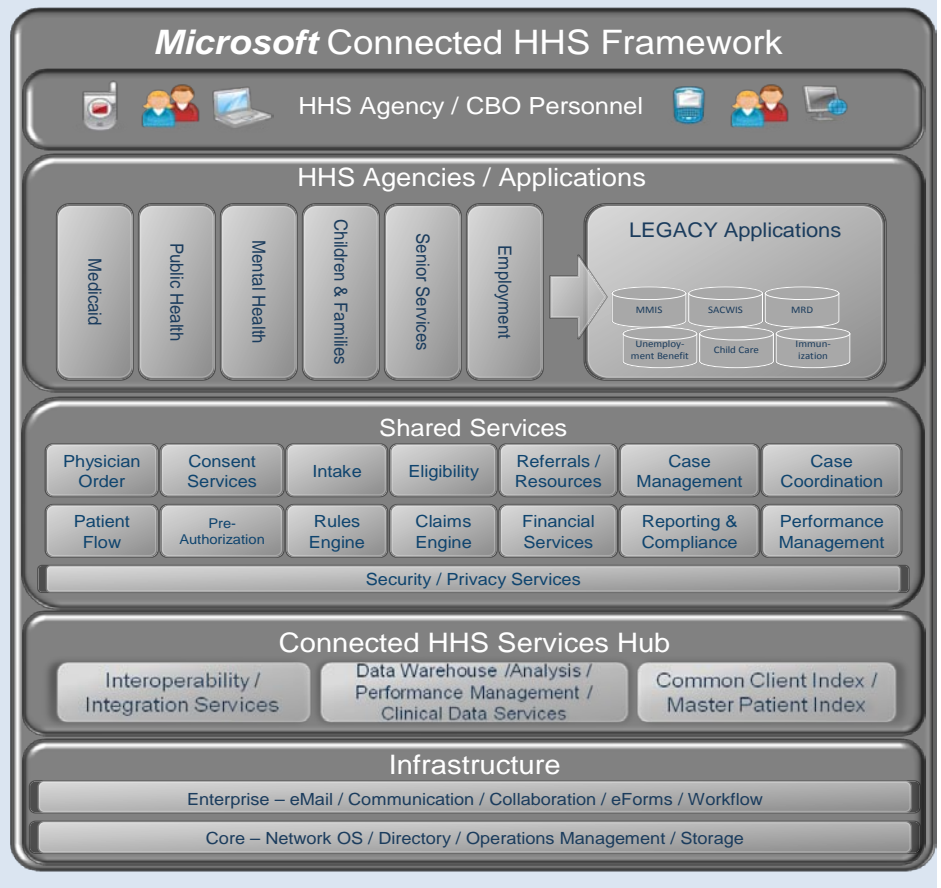 Microsoft Connected HHS Framework
HHS Agency / CBO Personnel
HHS Agencies / Applications
Medicaid
Public Health
Mental Health
Children & Families
Senior Services
Employment
LEGACY Applications
MMIS
SACWIS
MRD
Unemploy-
ment Benefit
Child Care
Immun-
ization
Shared Services
Physician
Order
Consent
Services
Intake
Eligibility
Referrals /
Resources
Case
Management
Case
Coordination
Patient
Flow
Pre-
Authorization
Rules
Engine
Claims
Engine
Financial
Services
Reporting &
Compliance
Performance
Management
Security / Privacy Services
Connected HHS Services Hub
Interoperability /
Integration Services
Data Warehouse /Analysis /
Performance Management /
Clinical Data Services
Common Client Index /
Master Patient Index
Infrastructure
Enterprise – eMail / Communication / Collaboration / eForms / Workflow
Core – Network OS / Directory / Operations Management / Storage